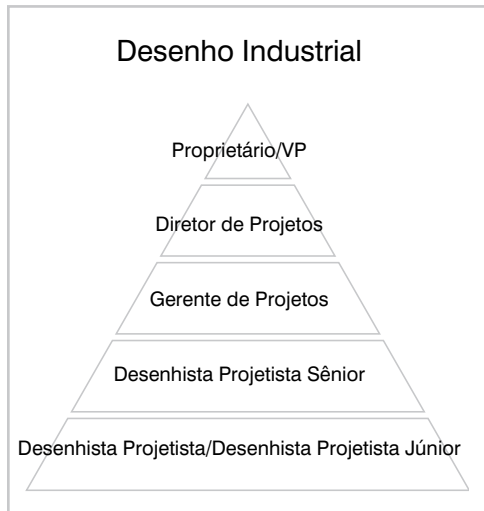 Desenho Industrial
Proprietário/VP
Diretor de Projetos
Gerente de Projetos
Desenhista Projetista Sênior
Desenhista Projetista/Desenhista Projetista Júnior